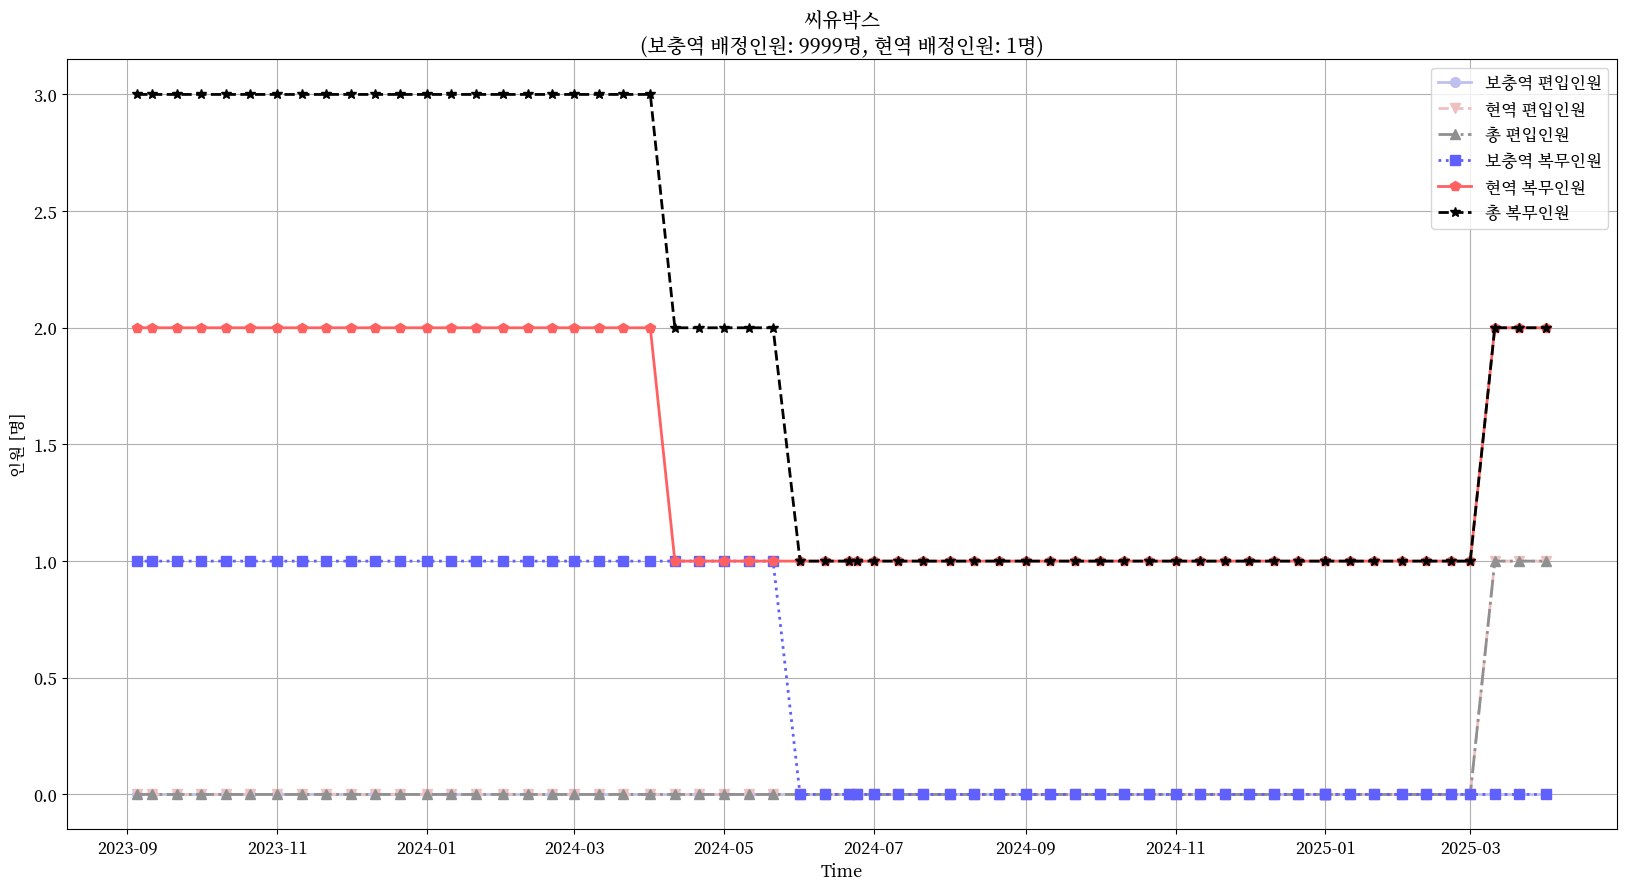 씨유박스
(보충역 배정인원: 9999명, 현역 배정인원: 1명)
보충역 편입인원
현역 편입인원
총 편입인원
보충역 복무인원
현역 복무인원
총 복무인원
인원 [명]
3.0
2.5
2.0
1.5
1.0
0.5
0.0
2023-09 2023-11 2024-01 2024-03 2024-05 2024-07 2024-09 2024-11 2025-01 2025-03
Time